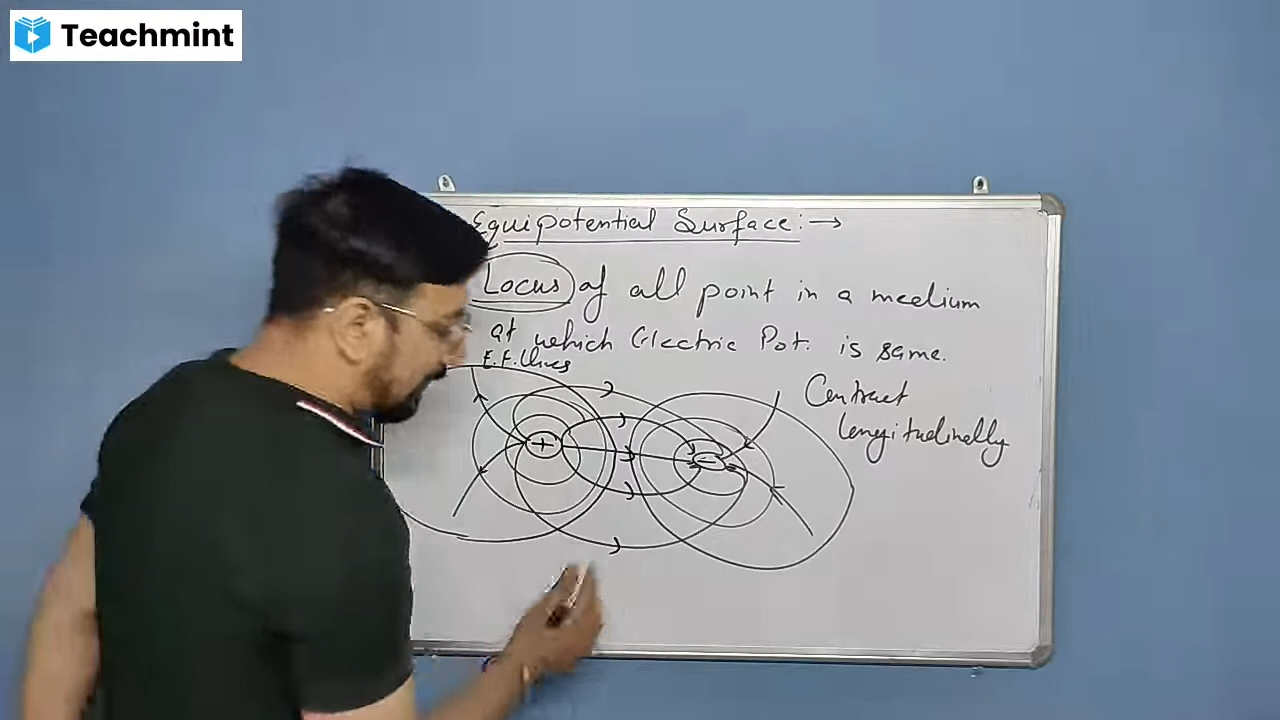 Teachmint
Equipotential Surface:→
Locus of all point in a medium
at which Electric Pot. is same.
E.F. lines
Contract
longitudinally
+
-